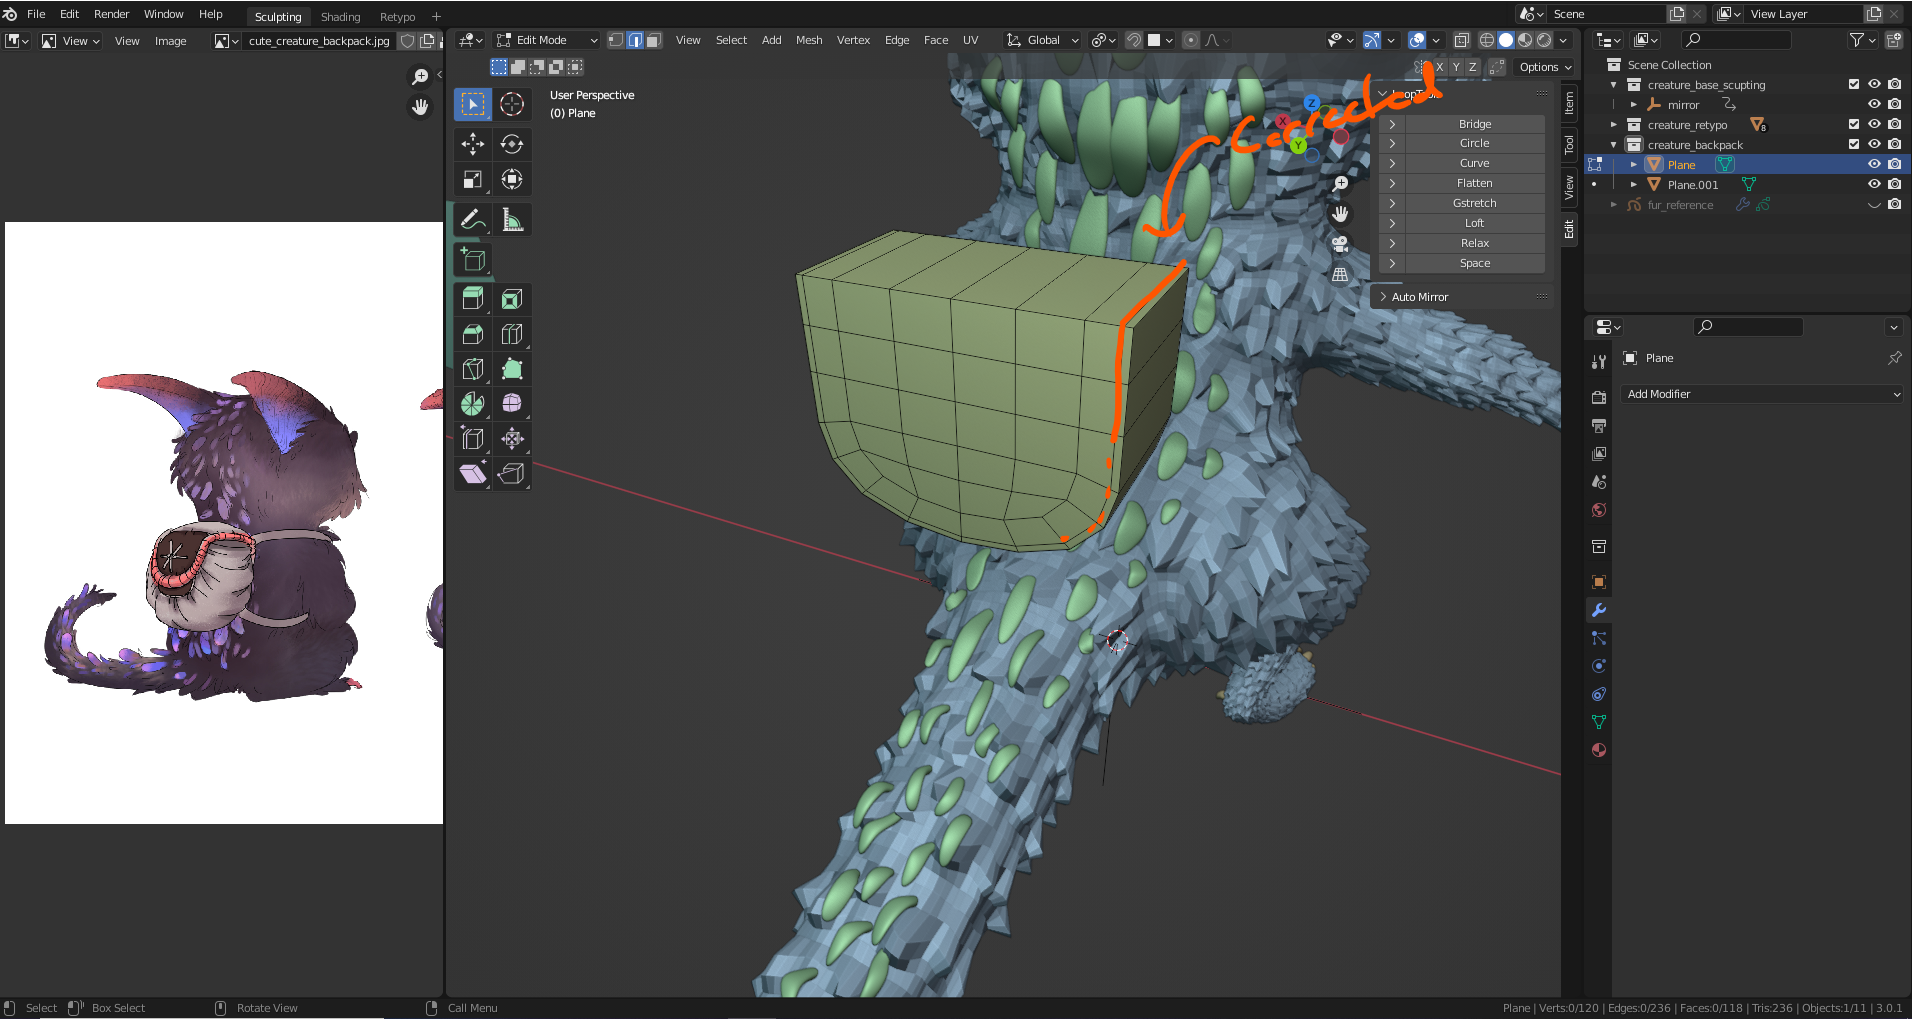 File Edit Render Window Help Sculpting Shading Retypo + Scene View Layer
View View Image cute_creature_backpack.jpg Edit Mode View Select Add Mesh Vertex Edge Face UV Global
X Y Z Options
User Perspective
(0) Plane
Corrected
Z
X
Y
Bridge
Circle
Curve
Flatten
Gstretch
Loft
Relax
Space
Auto Mirror
Item
Tool
View
Edit
Scene Collection
creature_base_scupting
mirror
creature_retypo 8
creature_backpack
Plane
Plane.001
fur_reference
Plane
Add Modifier
Select Box Select Rotate View Call Menu Plane | Verts:0/120 | Edges:0/236 | Faces:0/118 | Tris:236 | Objects:1/11 | 3.0.1